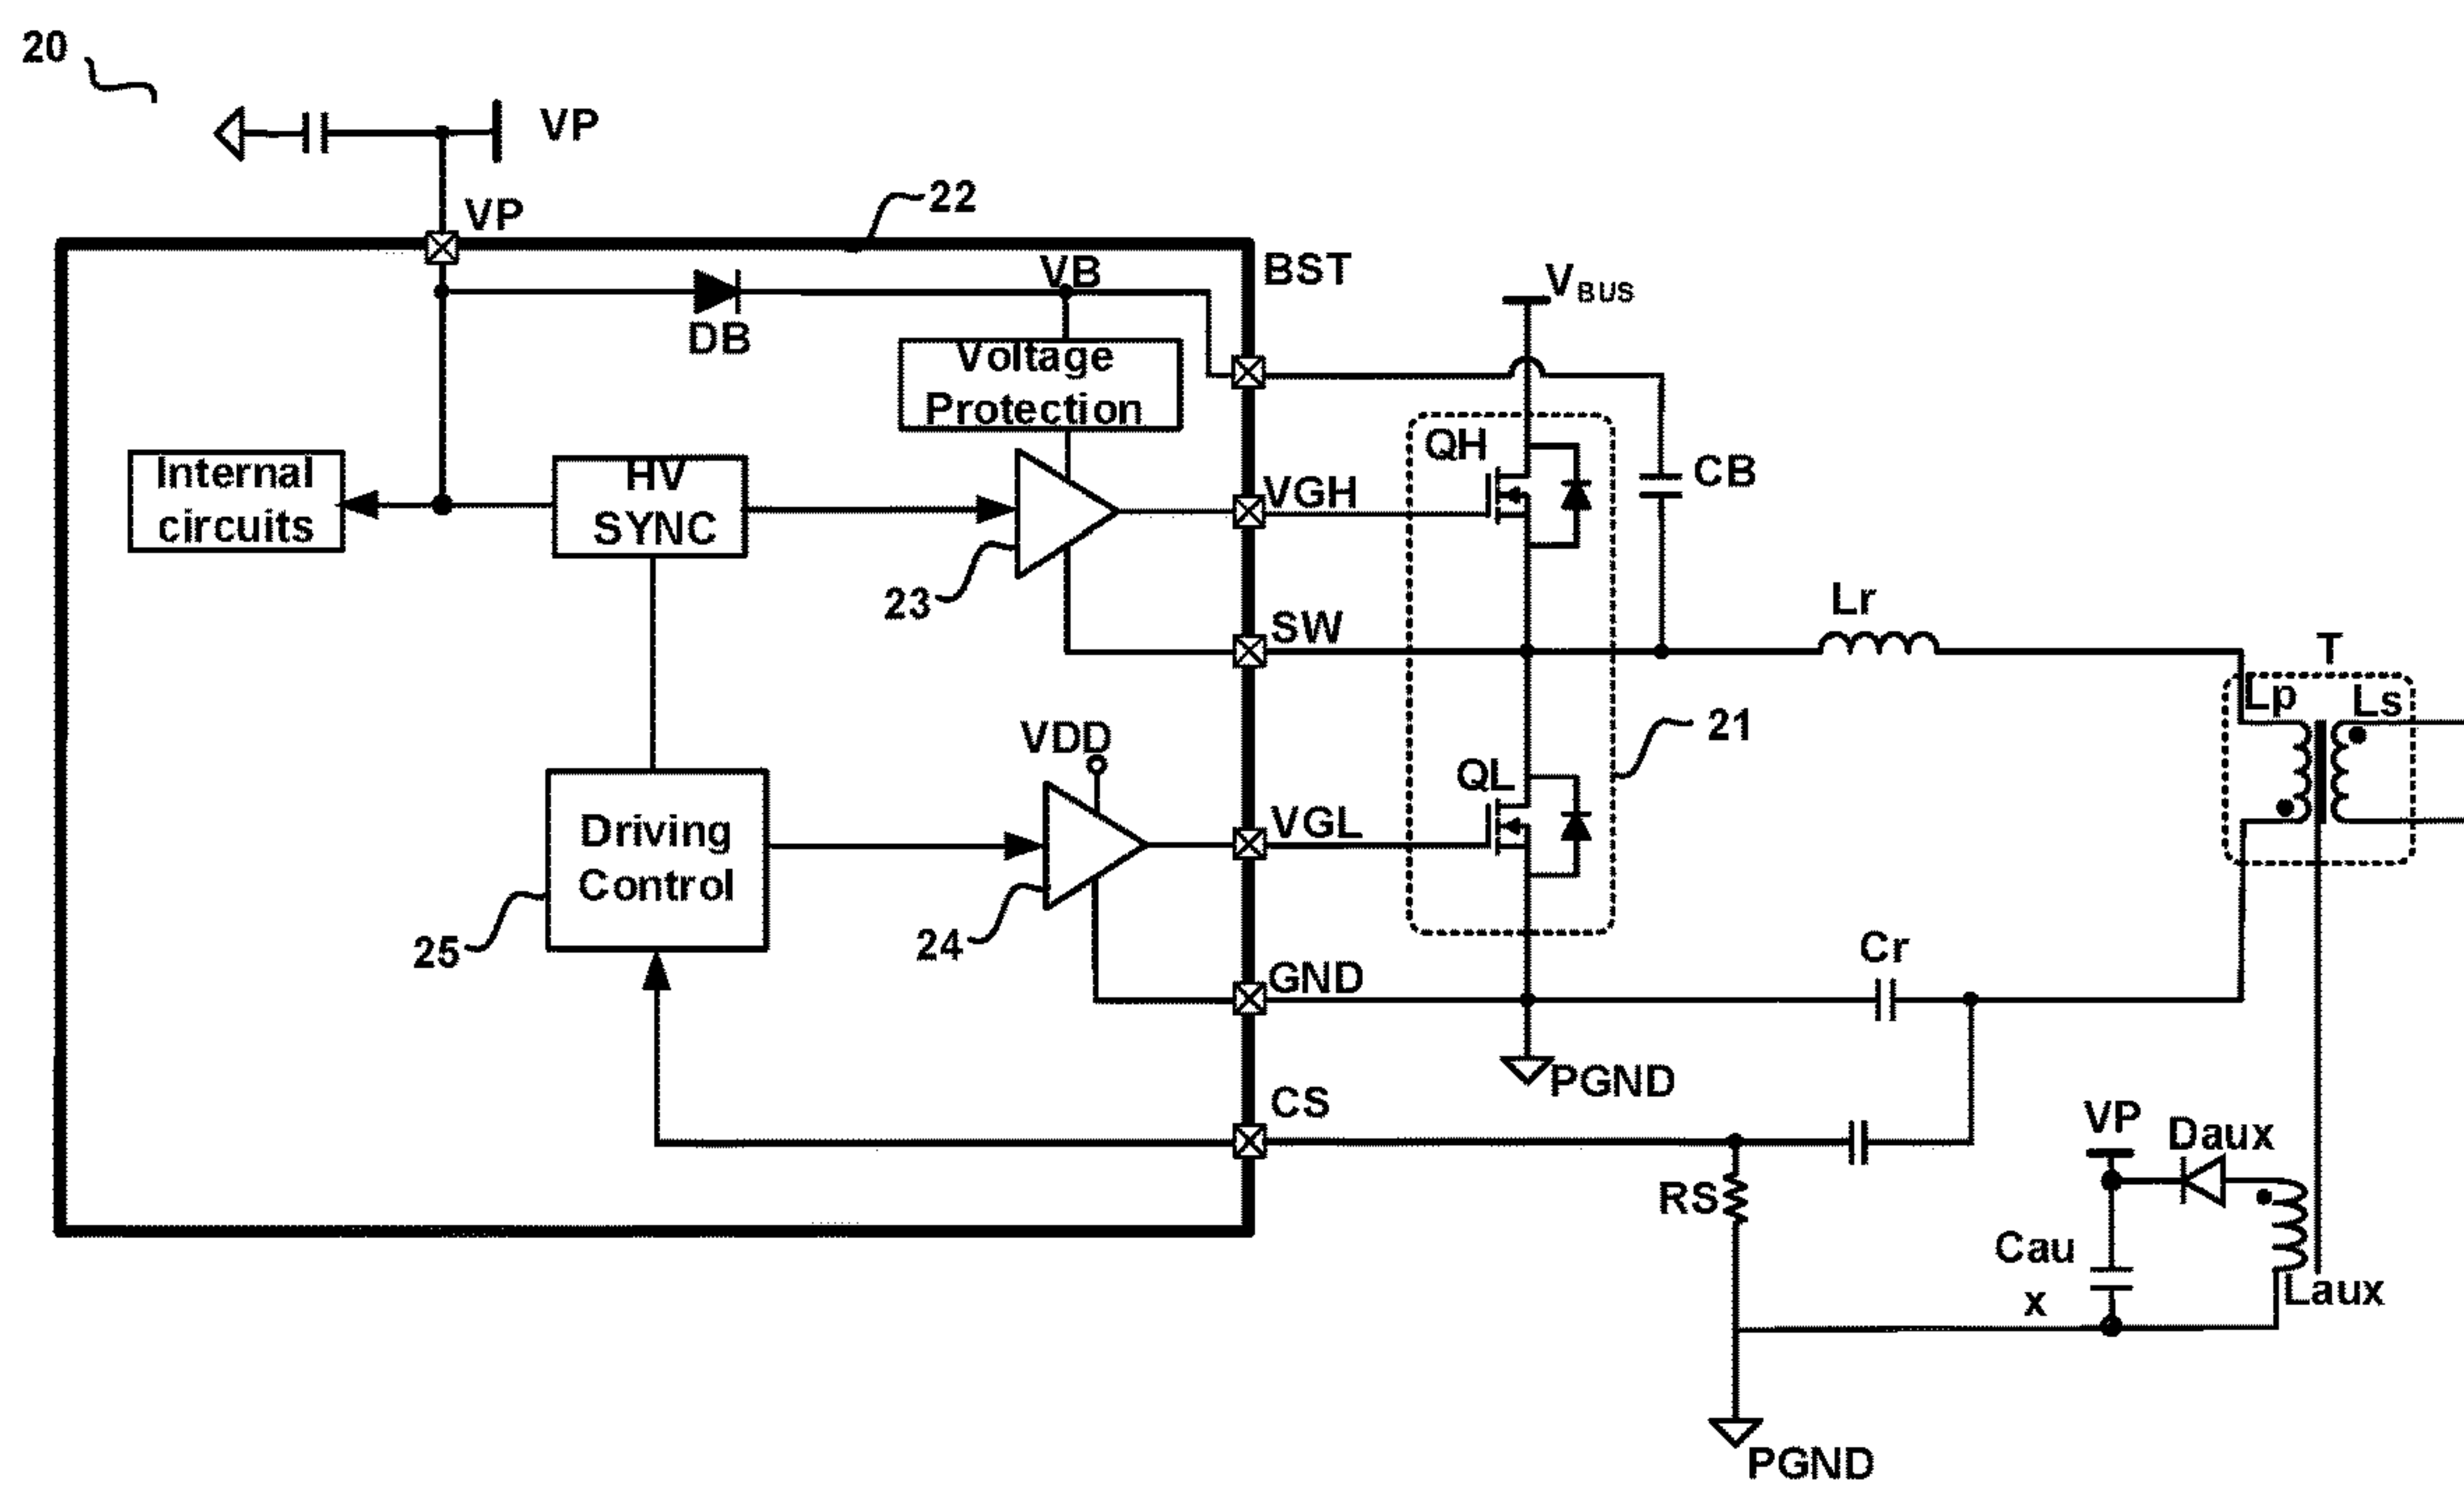 20
VP
VP
22
BST
VB
DB
VBUS
Voltage
Protection
QH
CB
Internal
circuits
HV
SYNC
VGH
23
SW
Lr
T
Lp
Ls
VDD
21
QL
VGL
Driving
Control
25
24
GND
Cr
PGND
CS
VP
Daux
RS
Cau
x
Laux
PGND